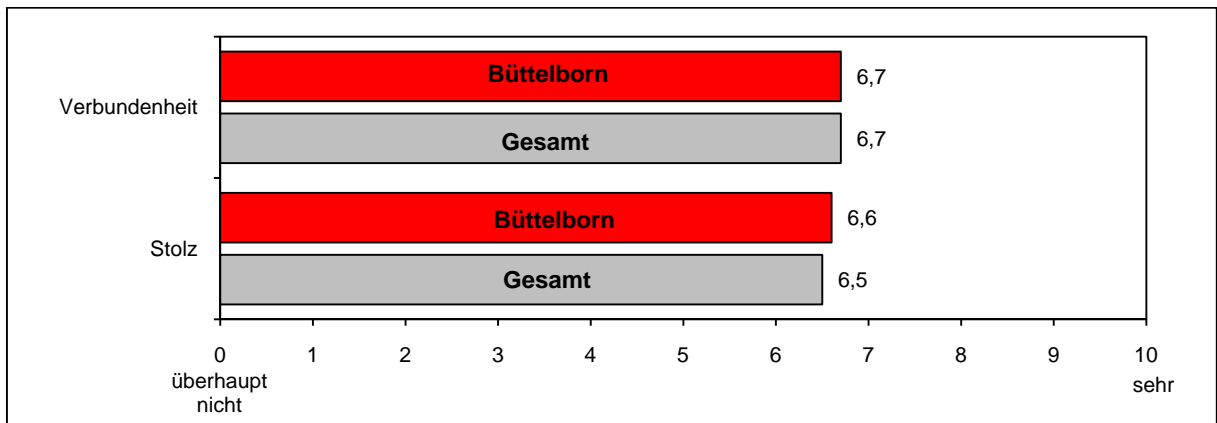 Büttelborn
6,7
Verbundenheit
Gesamt
6,7
Büttelborn
6,6
Stolz
Gesamt
6,5
0 1 2 3 4 5 6 7 8 9 10
überhaupt
nicht
sehr